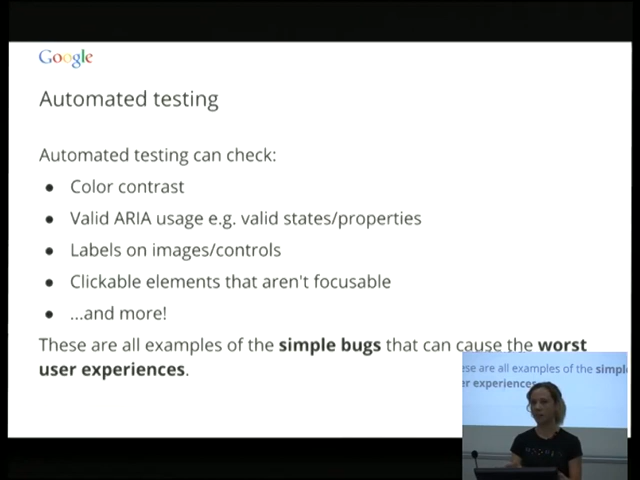 Google
Automated testing
Automated testing can check:
● Color contrast
● Valid ARIA usage e.g. valid states/properties
● Labels on images/controls
● Clickable elements that aren't focusable
● ...and more!
These are all examples of the simple bugs that can cause the worst
user experiences.
ese are all examples of the simpl
er experiences